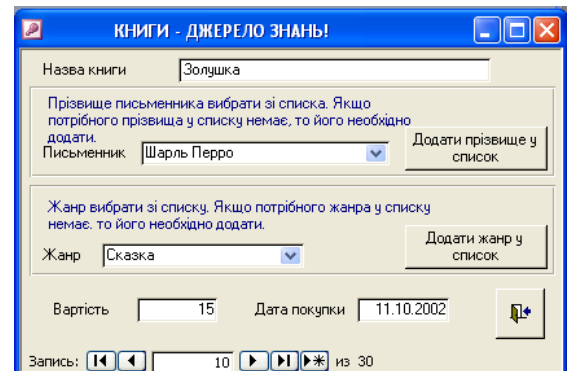 КНИГИ - ДЖЕРЕЛО ЗНАНЬ!
Назва книги Золушка
Прізвище письменника вибрати зі списка. Якщо
потрібного прізвища у списку немає, то його необхідно
додати.
Письменник Шарль Перро
Додати прізвище у
список
Жанр вибрати зі списку. Якщо потрібного жанра у списку
немає. то його необхідно додати.
Жанр Сказка
Додати жанр у
список
Вартість 15 Дата покупки 11.10.2002
Запись: 10 из 30